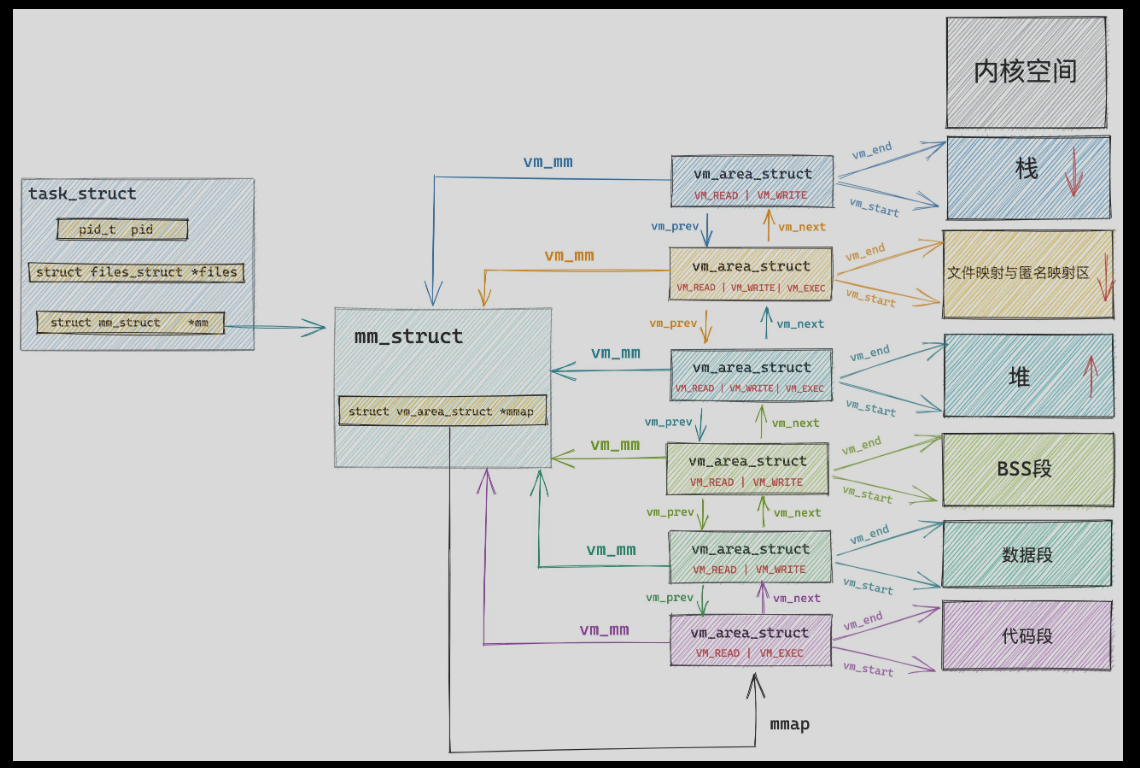 内核空间
task_struct
pid_t pid
struct files_struct *files
struct mm_struct *mm
mm_struct
struct vm_area_struct *mmap
vm_mm
vm_area_struct
VM_READ | VM_WRITE
vm_end
vm_start
栈
vm_prev
vm_next
vm_mm
vm_area_struct
VM_READ | VM_WRITE| VM_EXEC
vm_end
vm_start
文件映射与匿名映射区
vm_prev
vm_next
vm_mm
vm_area_struct
VM_READ | VM_WRITE| VM_EXEC
vm_end
vm_start
堆
vm_prev
vm_next
vm_mm
vm_area_struct
VM_READ | VM_WRITE
vm_end
vm_start
BSS段
vm_prev
vm_next
vm_mm
vm_area_struct
VM_READ | VM_WRITE
vm_end
vm_start
数据段
vm_prev
vm_next
vm_mm
vm_area_struct
VM_READ | VM_EXEC
vm_end
vm_start
代码段
mmap